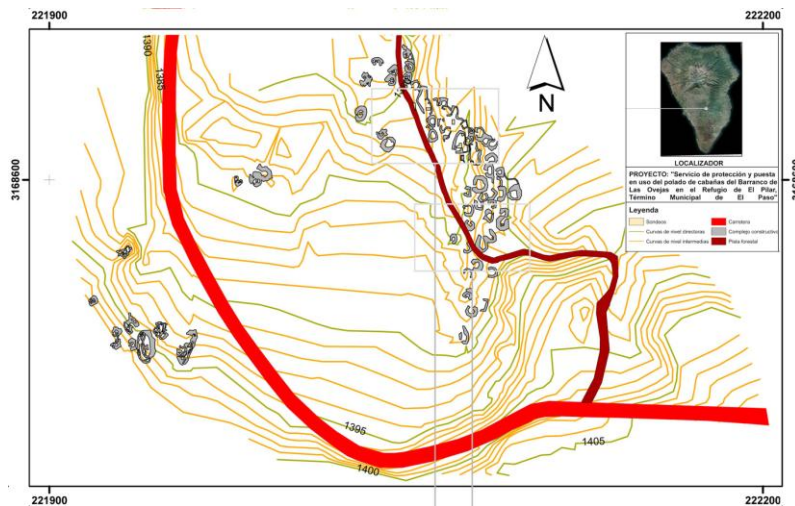 221900
222200
1390
1385
N
LOCALIZADOR
PROYECTO: "Servicio de protección y puesta
en uso del polado de cabañas del Barranco de
Las Ovejas en el Refugio de El Pilar,
Término Municipal de El Paso"
Leyenda
Sondeos
Carretera
Curvas de nivel directoras
Complejo constructivo
Curvas de nivel intermedias
Pista forestal
3168600
3168600
1395
1400
1405
221900
222200